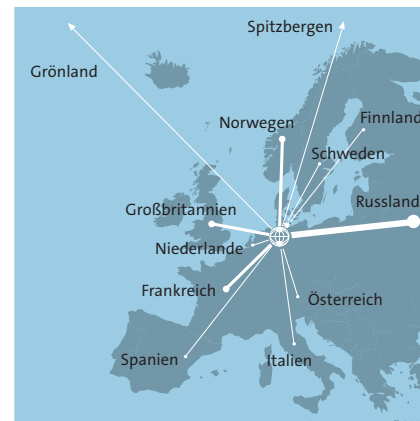 Spitzbergen
Grönland
Finnland
Norwegen
Schweden
Russland
Großbritannien
Niederlande
Frankreich
Österreich
Spanien
Italien